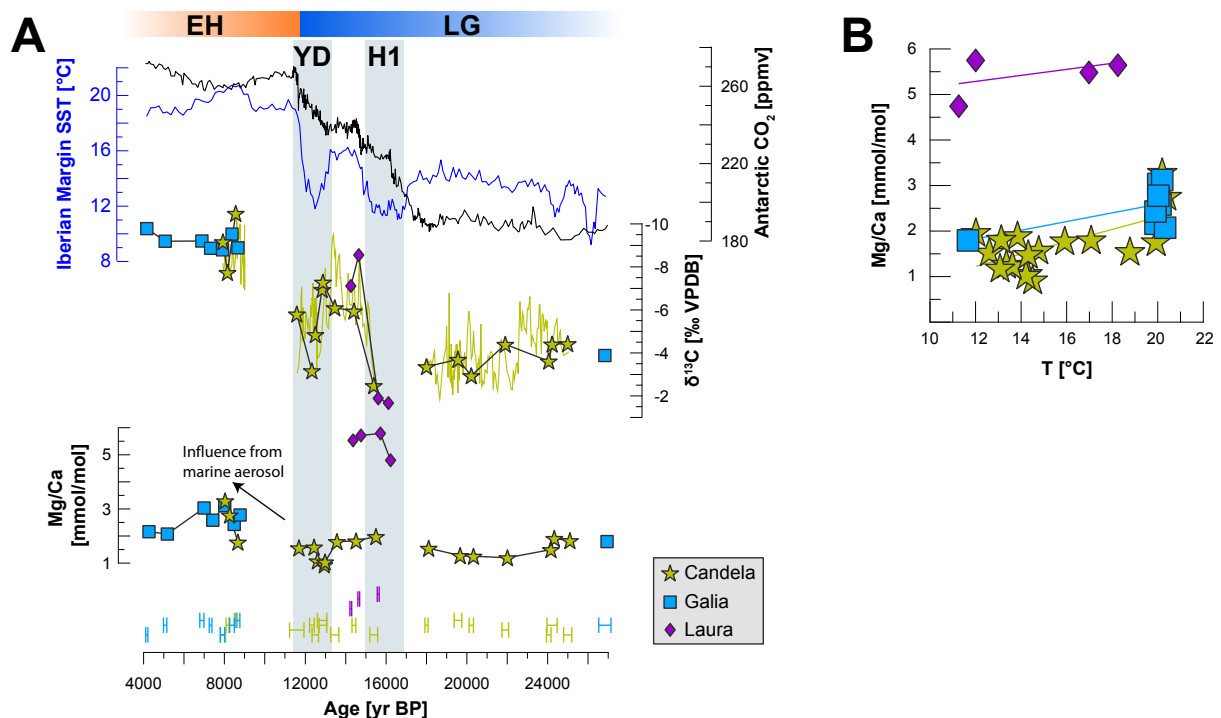 A
EH
LG
YD
H1
Iberian Margin SST [°C]
20
16
12
8
Antarctic CO2 [ppmv]
260
220
180
δ13C [‰ VPDB]
-10
-8
-6
-4
-2
Influence from
marine aerosol
Mg/Ca
[mmol/mol]
5
3
1
4000 8000 12000 16000 20000 24000
Age [yr BP]
Candela
Galia
Laura
B
Mg/Ca [mmol/mol]
6
5
4
3
2
1
10 12 14 16 18 20 22
T [°C]